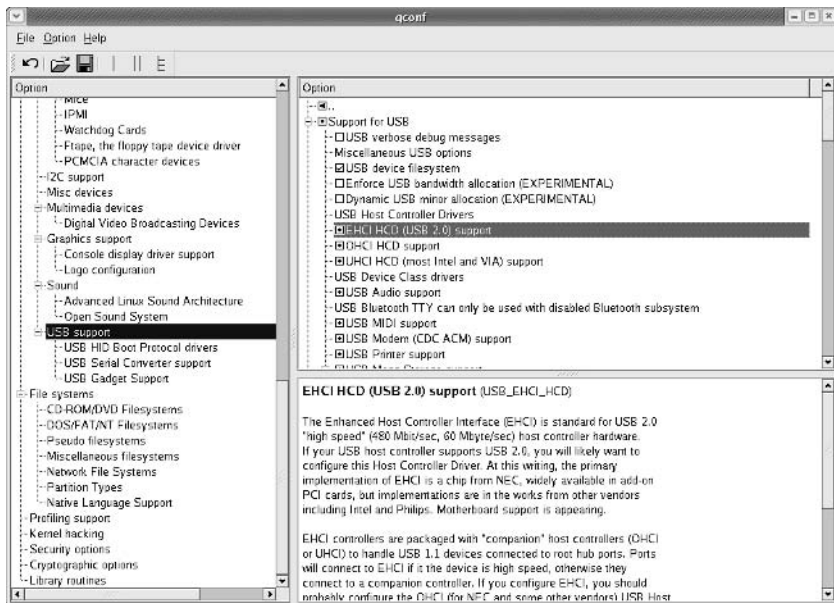 qconf
File Option Help
Option
Mice
IPMI
Watchdog Cards
Ftape, the floppy tape device driver
PCMCIA character devices
I2C support
Misc devices
Multimedia devices
Digital Video Broadcasting Devices
Graphics support
Console display driver support
Logo configuration
Sound
Advanced Linux Sound Architecture
Open Sound System
USB support
USB HID Boot Protocol drivers
USB Serial Converter support
USB Gadget Support
File systems
CD-ROM/DVD Filesystems
DOS/FAT/NT Filesystems
Pseudo filesystems
Miscellaneous filesystems
Network File Systems
Partition Types
Native Language Support
Profiling support
Kernel hacking
Security options
Cryptographic options
Library routines
Option
..
Support for USB
USB verbose debug messages
Miscellaneous USB options
USB device filesystem
Enforce USB bandwidth allocation (EXPERIMENTAL)
Dynamic USB minor allocation (EXPERIMENTAL)
USB Host Controller Drivers
EHCI HCD (USB 2.0) support
OHCI HCD support
UHCI HCD (most Intel and VIA) support
USB Device Class drivers
USB Audio support
USB Bluetooth TTY can only be used with disabled Bluetooth subsystem
USB MIDI support
USB Modem (CDC ACM) support
USB Printer support
USB Mass Storage support
EHCI HCD (USB 2.0) support (USB_EHCI_HCD)
The Enhanced Host Controller Interface (EHCI) is standard for USB 2.0
"high speed" (480 Mbit/sec, 60 Mbyte/sec) host controller hardware.
If your USB host controller supports USB 2.0, you will likely want to
configure this Host Controller Driver. At this writing, the primary
implementation of EHCI is a chip from NEC, widely available in add-on
PCI cards, but implementations are in the works from other vendors
including Intel and Philips. Motherboard support is appearing.
EHCI controllers are packaged with "companion" host controllers (OHCI
or UHCI) to handle USB 1.1 devices connected to root hub ports. Ports
will connect to EHCI if it the device is high speed, otherwise they
connect to a companion controller. If you configure EHCI, you should
probably configure the OHCI (for NEC and some other vendors) USB Host